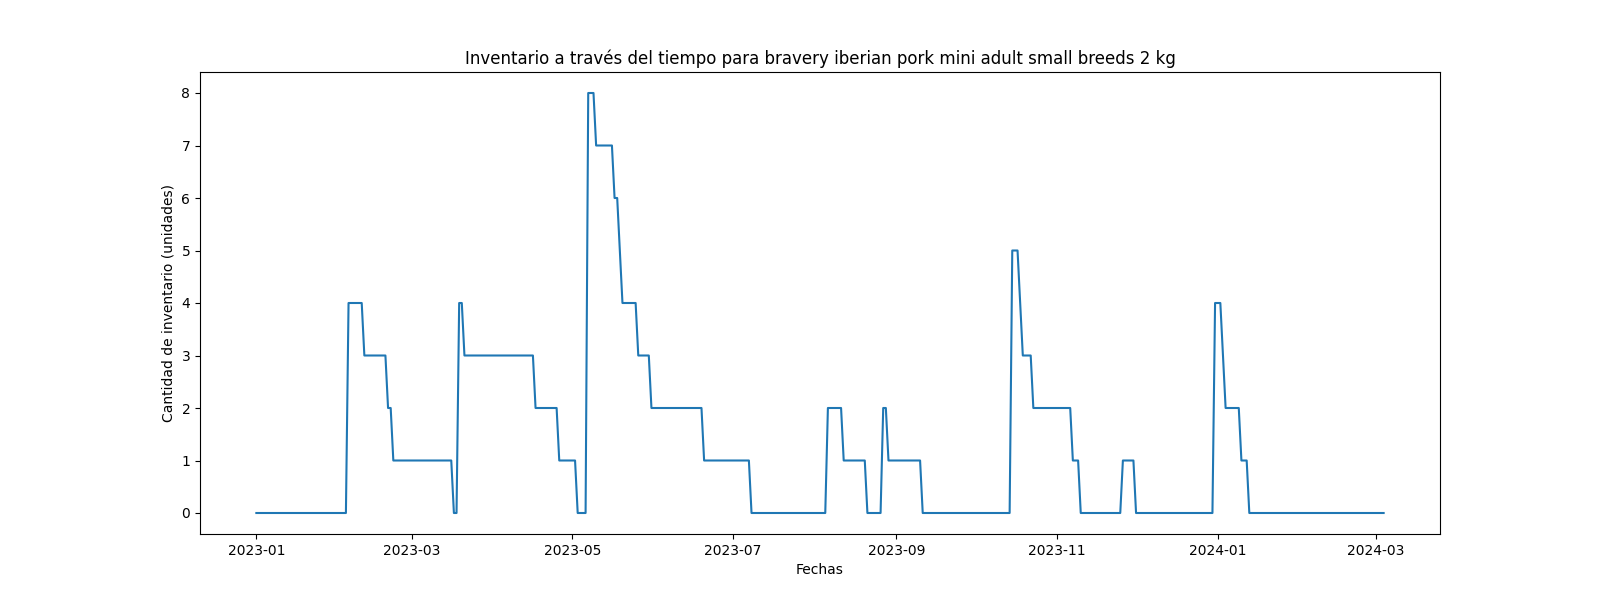 Inventario a través del tiempo para bravery iberian pork mini adult small breeds 2 kg
Cantidad de inventario (unidades)
8
7
6
5
4
3
2
1
0
2023-01 2023-03 2023-05 2023-07 2023-09 2023-11 2024-01 2024-03
Fechas